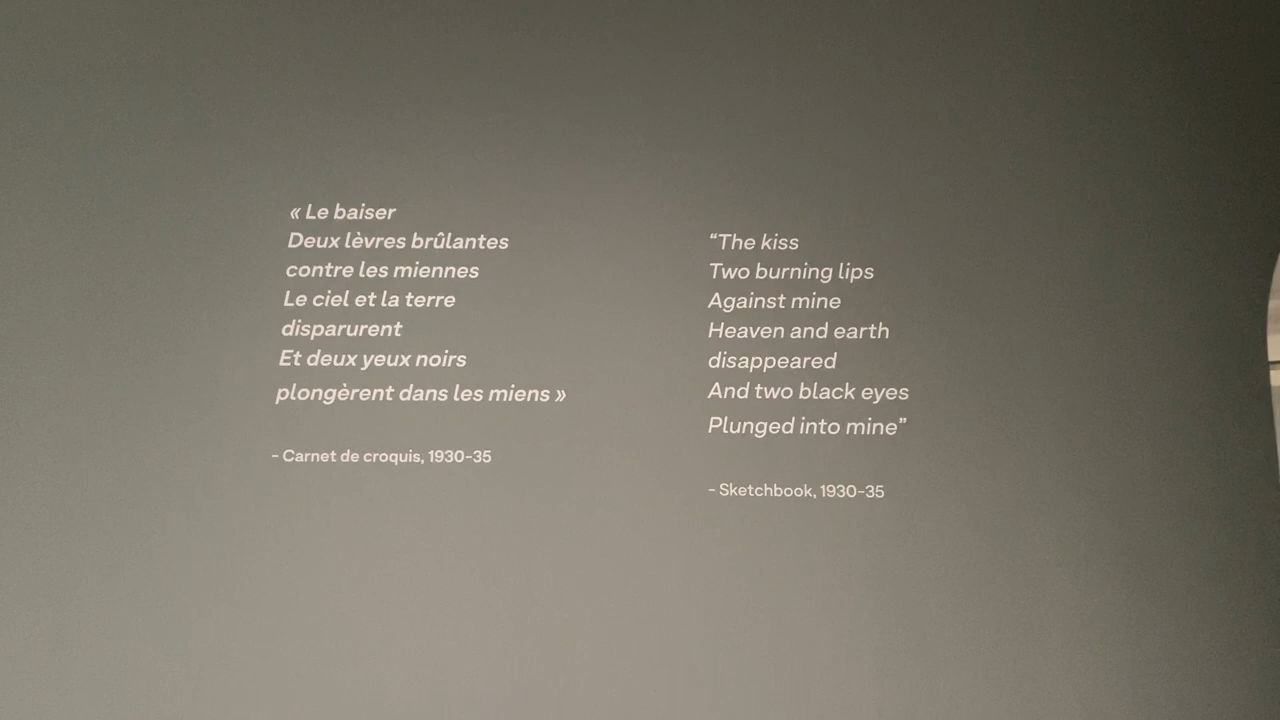 « Le baiser
Deux lèvres brûlantes
contre les miennes
Le ciel et la terre
disparurent
Et deux yeux noirs
plongèrent dans les miens »
- Carnet de croquis, 1930-35
“The kiss
Two burning lips
Against mine
Heaven and earth
disappeared
And two black eyes
Plunged into mine”
- Sketchbook, 1930-35